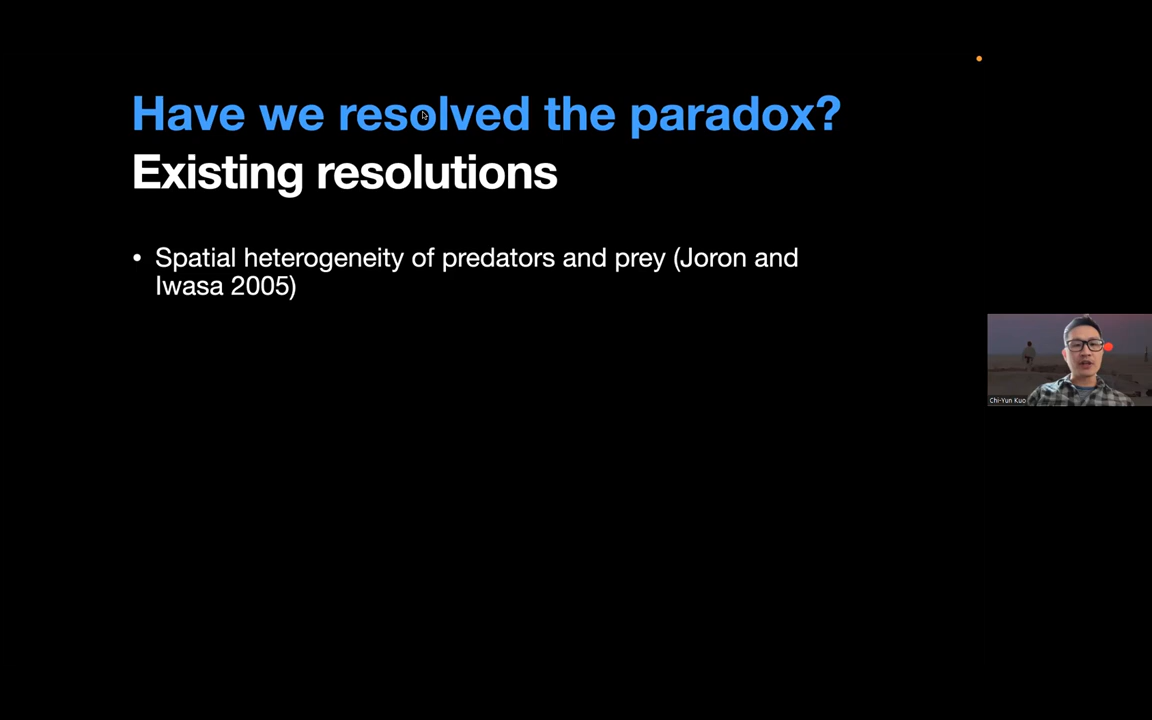 Have we resolved the paradox?
Existing resolutions
• Spatial heterogeneity of predators and prey (Joron and
Iwasa 2005)
Chi-Yun Kuo